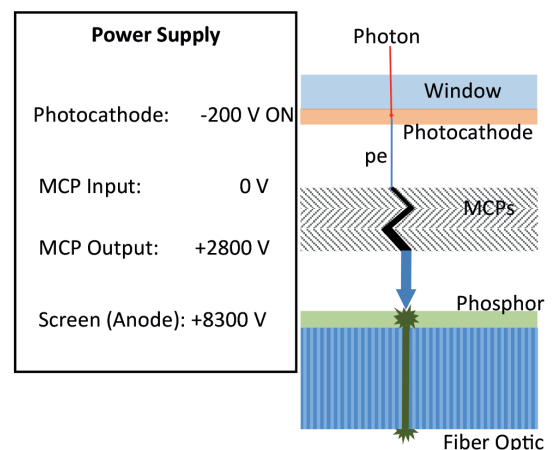 Power Supply
Photocathode: -200 V ON
MCP Input: 0 V
MCP Output: +2800 V
Screen (Anode): +8300 V
Photon
Window
Photocathode
pe
MCPs
Phosphor
Fiber Optic